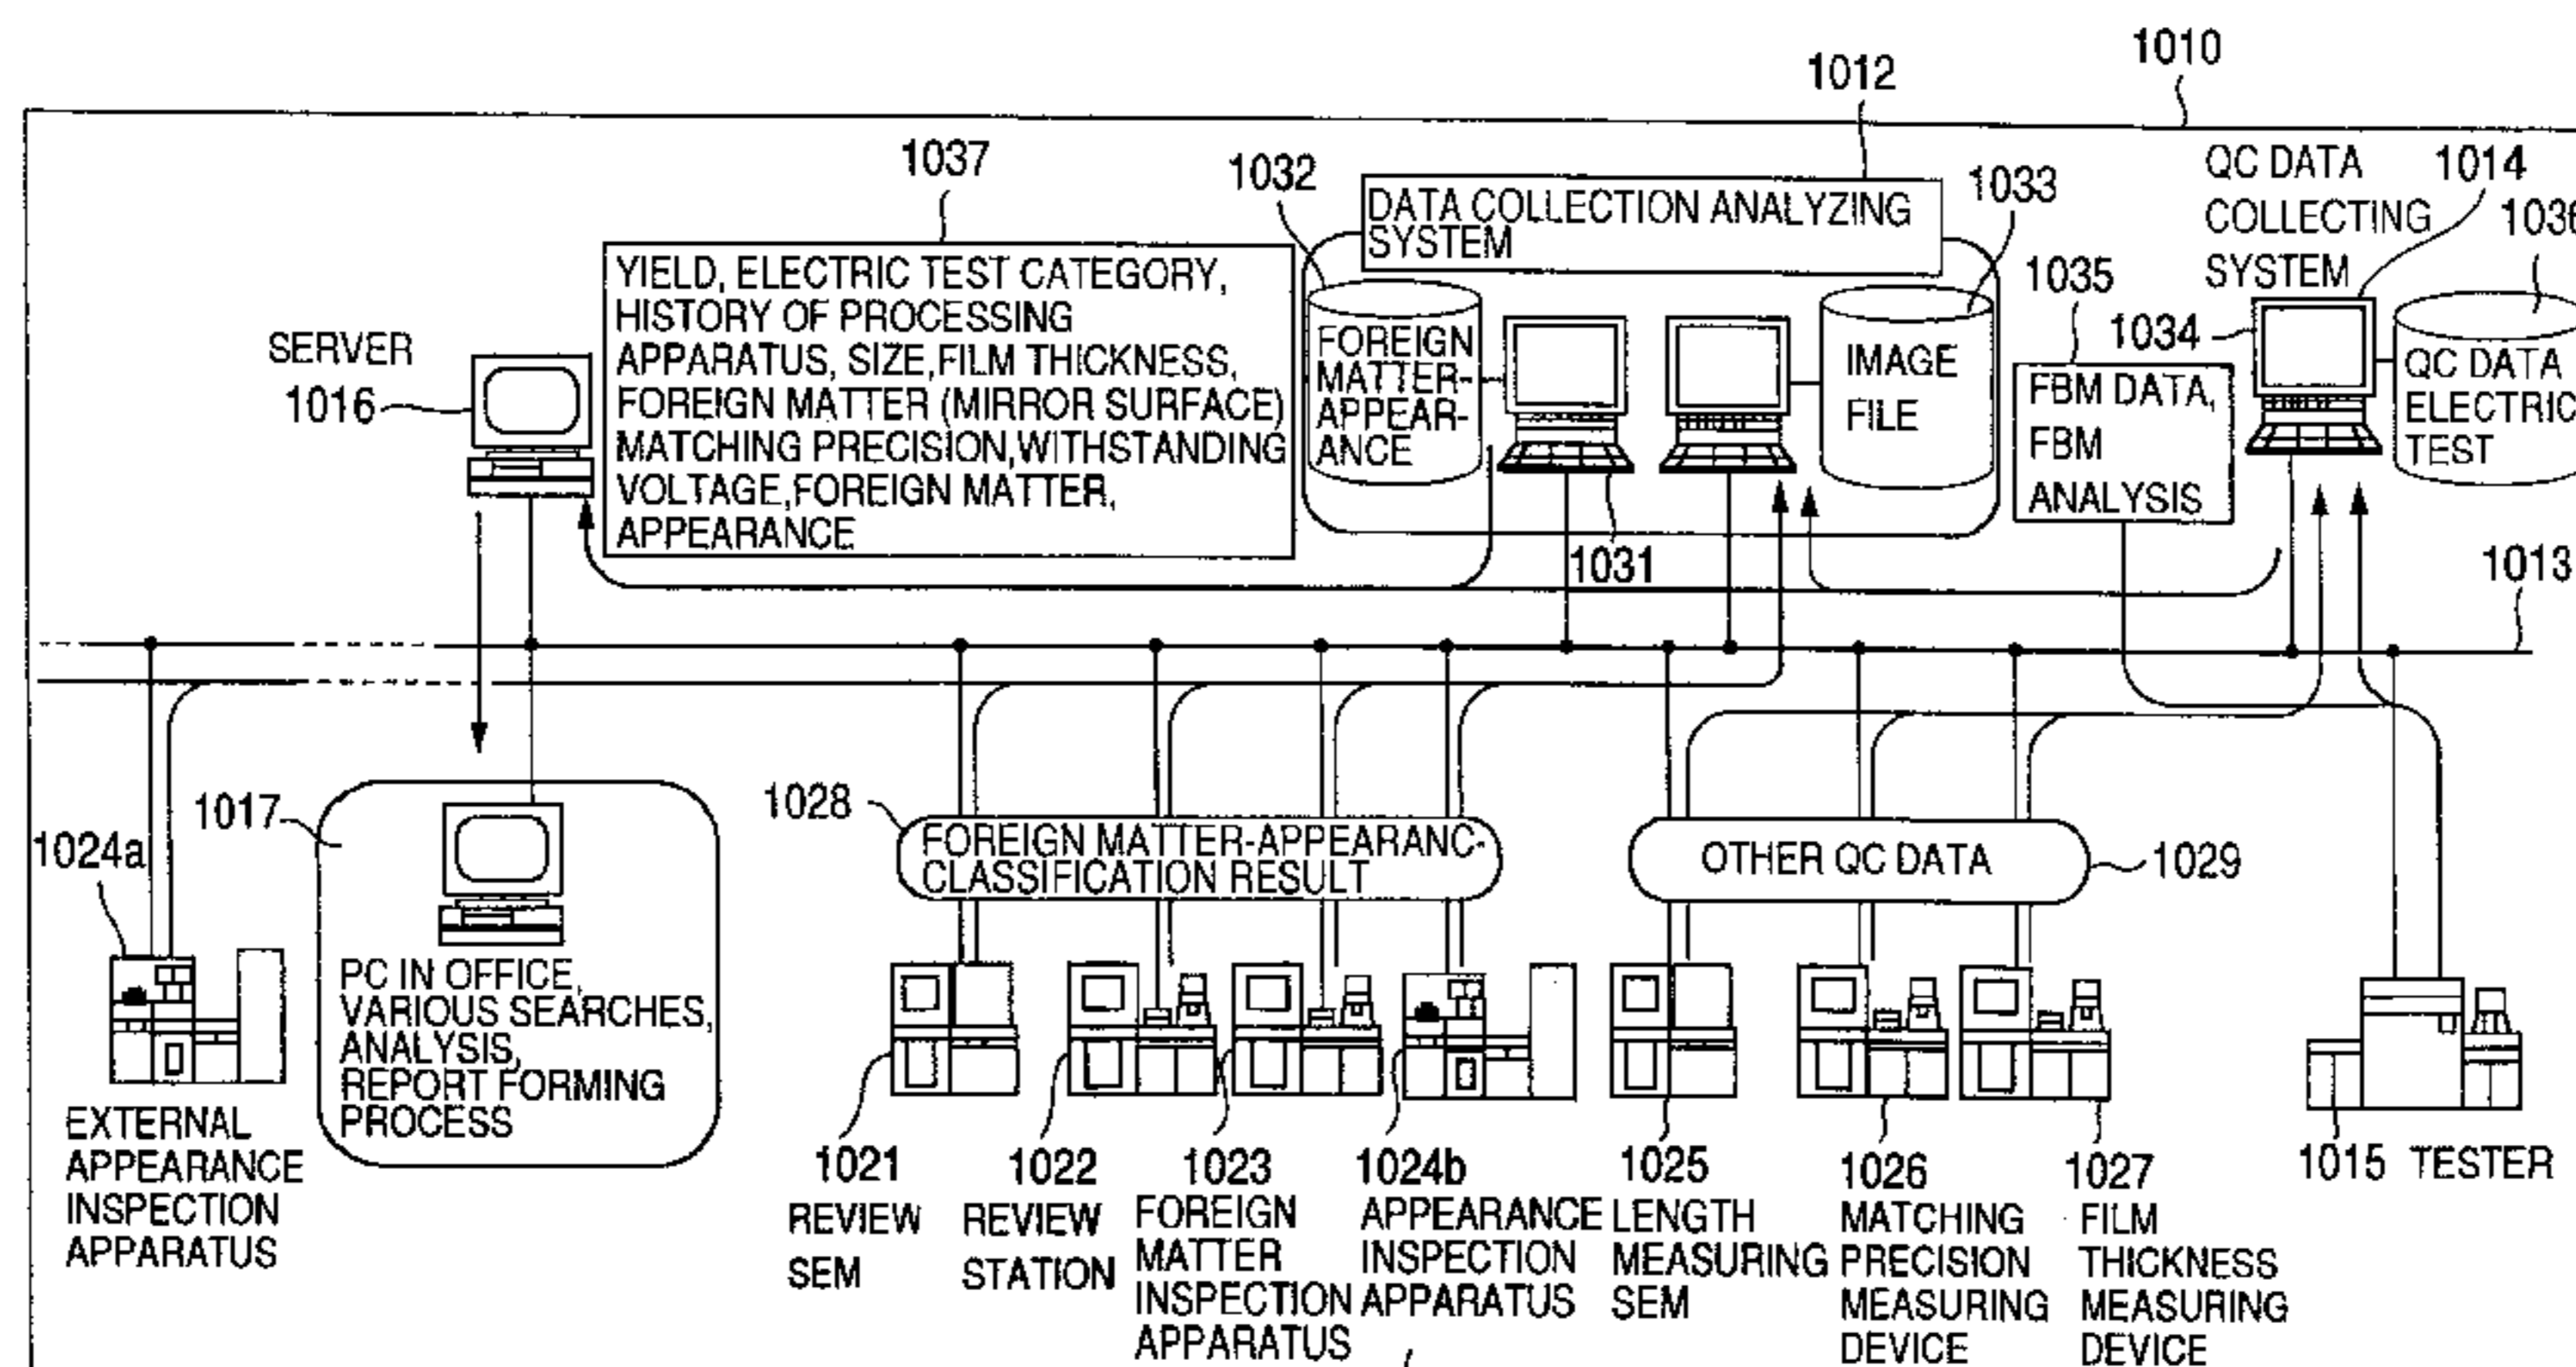 1010
1012
1037
1032
DATA COLLECTION ANALYZING
SYSTEM
1033
QC DATA
COLLECTING
SYSTEM
1014
1035
1034
SERVER
1016
YIELD, ELECTRIC TEST CATEGORY,
HISTORY OF PROCESSING
APPARATUS, SIZE,FILM THICKNESS,
FOREIGN MATTER (MIRROR SURFACE)
MATCHING PRECISION,WITHSTANDING
VOLTAGE,FOREIGN MATTER,
APPEARANCE
FOREIGN
MATTER-
APPEAR-
ANCE
IMAGE
FILE
FBM DATA,
FBM
ANALYSIS
QC DATA
ELECTRIC
TEST
1031
1013
1024a
1017
1028
FOREIGN MATTER-APPEARANC-
CLASSIFICATION RESULT
OTHER QC DATA
1029
PC IN OFFICE,
VARIOUS SEARCHES,
ANALYSIS,
REPORT FORMING
PROCESS
EXTERNAL
APPEARANCE
INSPECTION
APPARATUS
1021
REVIEW
SEM
1022
REVIEW
STATION
1023
FOREIGN
MATTER
INSPECTION
APPARATUS
1024b
APPEARANCE
INSPECTION
APPARATUS
1025
LENGTH
MEASURING
SEM
1026
MATCHING
PRECISION
MEASURING
DEVICE
1027
FILM
THICKNESS
MEASURING
DEVICE
1015 TESTER